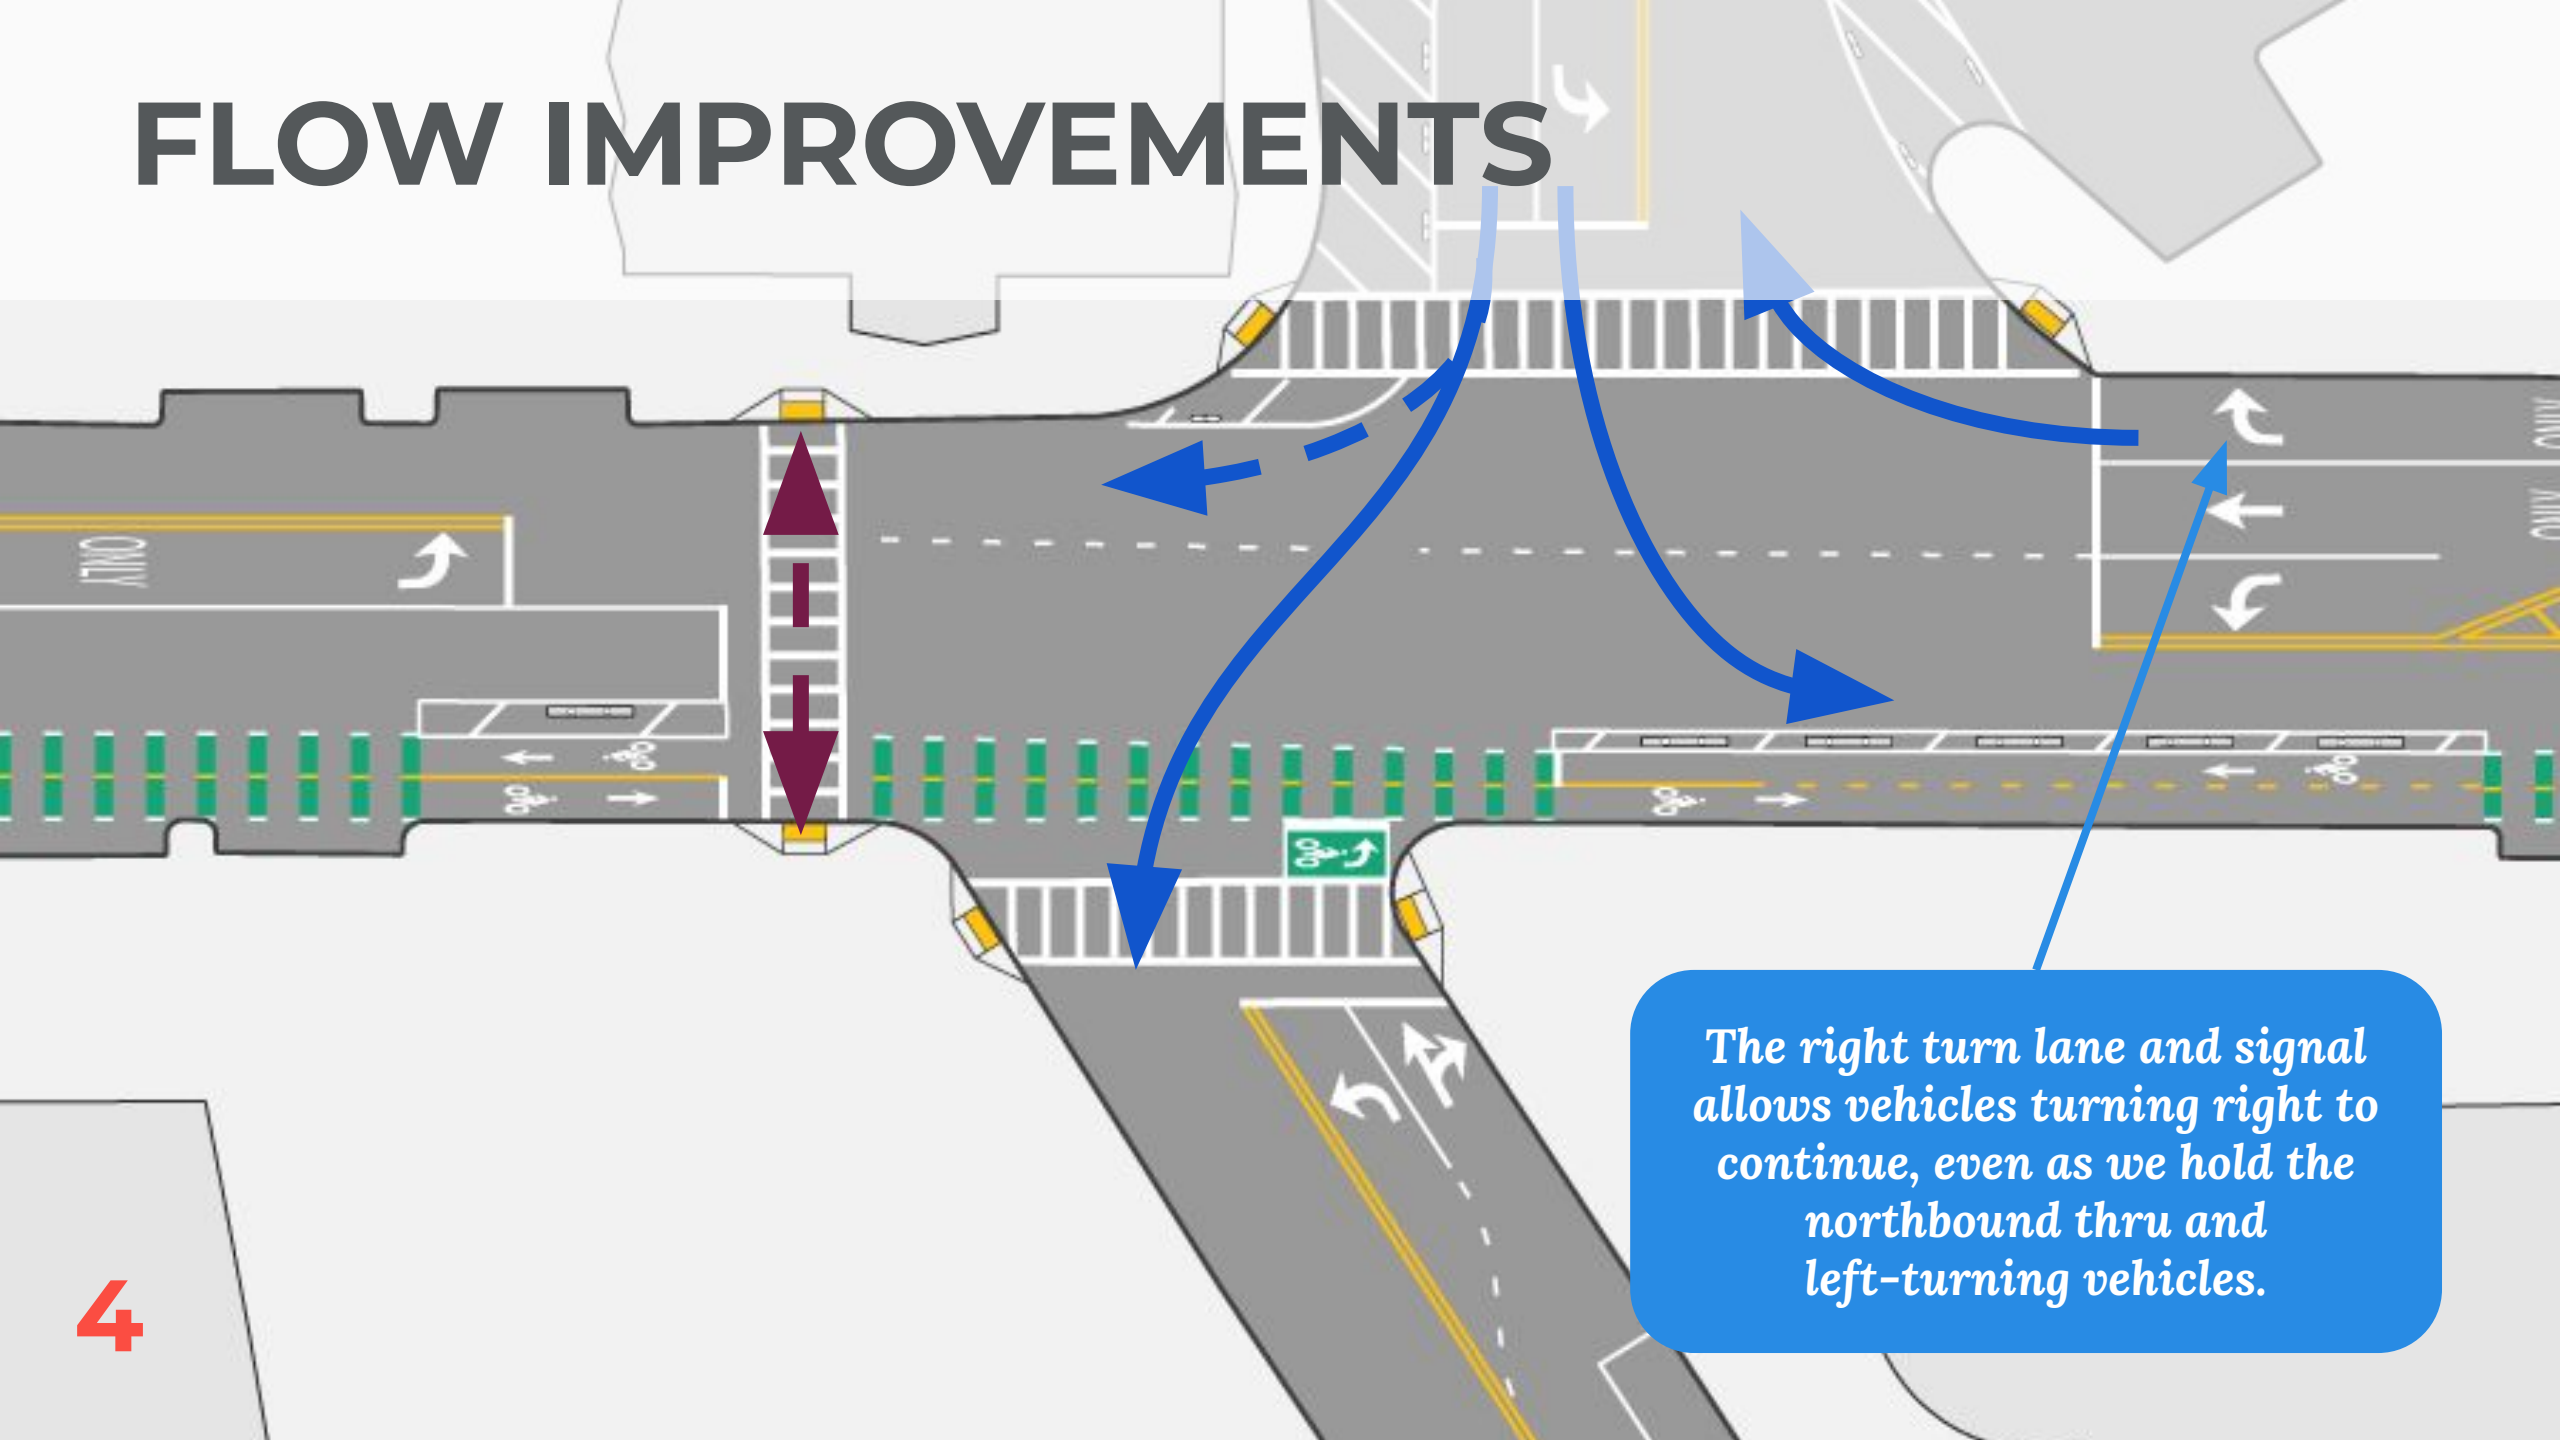 FLOW IMPROVEMENTS
ONLY
ONLY
ONLY
The right turn lane and signal
allows vehicles turning right to
continue, even as we hold the
northbound thru and
left-turning vehicles.
4